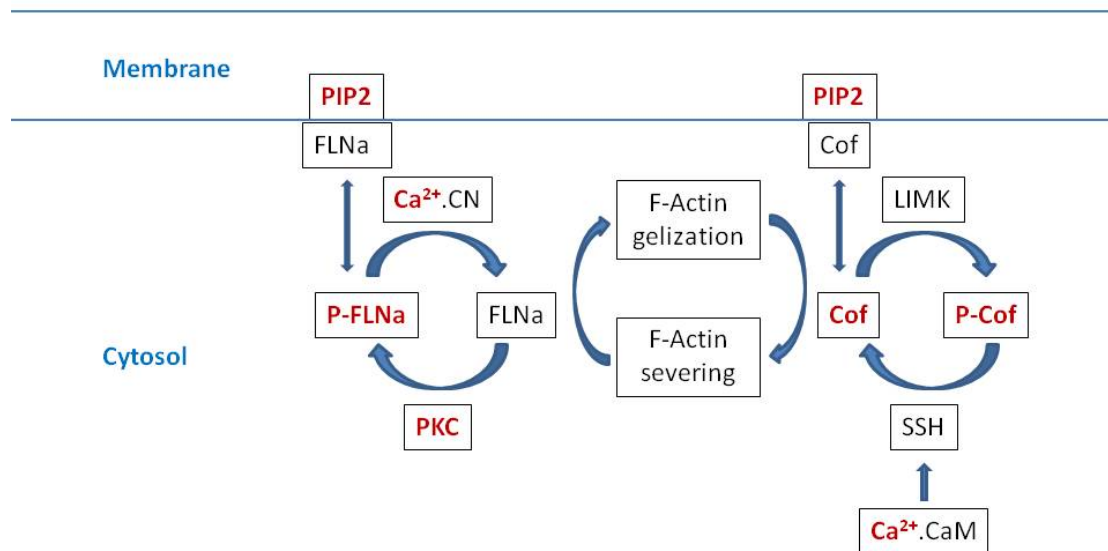 Membrane
PIP2
PIP2
FLNa
Cof
Ca²⁺.CN
LIMK
F-Actin
gelization
P-FLNa
FLNa
Cof
P-Cof
Cytosol
F-Actin
severing
PKC
SSH
Ca²⁺.CaM